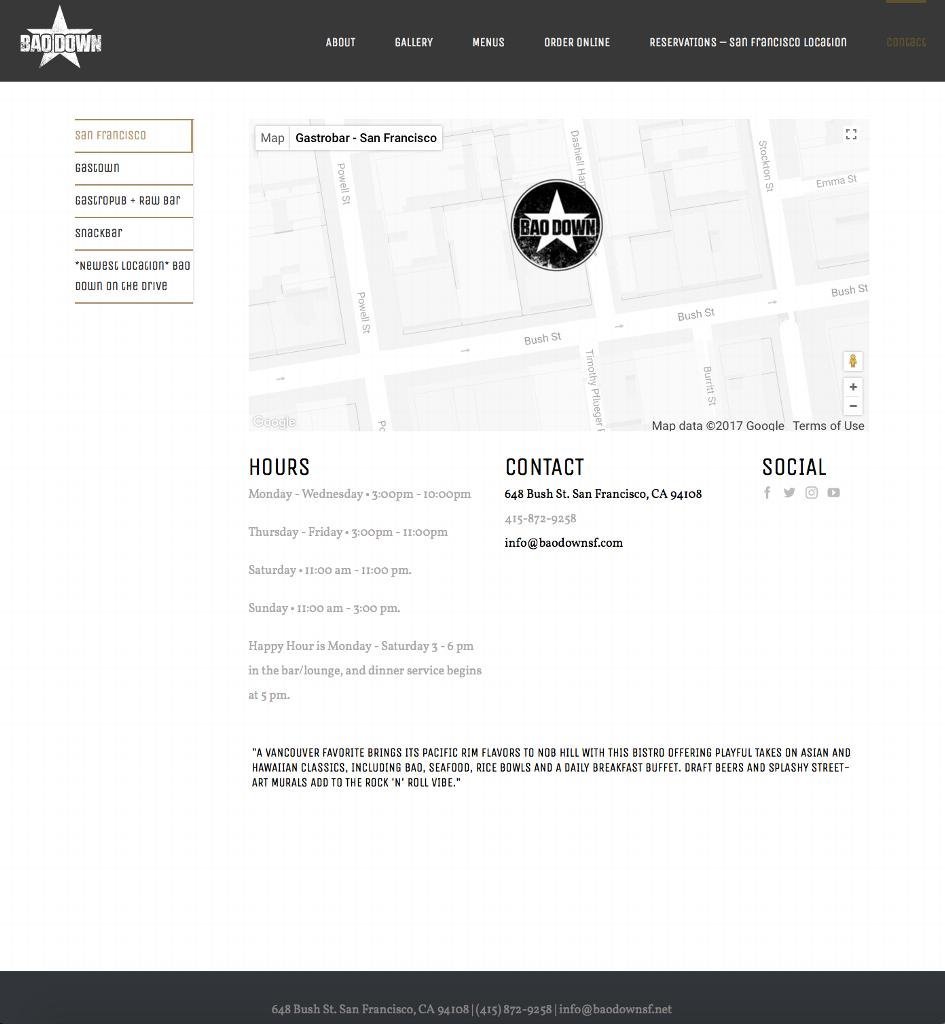 BAO DOWN
ABOUT
GALLERY
MENUS
ORDER ONLINE
RESERVATIONS – San Francisco Location
Contact
San Francisco
Gastown
Gastropub + Raw Bar
Snackbar
*Newest Location* Bao
Down on the Drive
Map
Gastrobar - San Francisco
Powell St
Dashiell Ham
Stockton St
Emma St
BAO DOWN
Powell St
Bush St
Bush St
Bush St
Timothy Pflueger P
Burritt St
Po
Google
Map data ©2017 Google
Terms of Use
HOURS
Monday - Wednesday • 3:00pm - 10:00pm
Thursday - Friday • 3:00pm - 11:00pm
Saturday • 11:00 am - 11:00 pm.
Sunday • 11:00 am - 3:00 pm.
Happy Hour is Monday - Saturday 3 - 6 pm
in the bar/lounge, and dinner service begins
at 5 pm.
CONTACT
648 Bush St. San Francisco, CA 94108
415-872-9258
info@baodownsf.com
SOCIAL
"A VANCOUVER FAVORITE BRINGS ITS PACIFIC RIM FLAVORS TO NOB HILL WITH THIS BISTRO OFFERING PLAYFUL TAKES ON ASIAN AND
HAWAIIAN CLASSICS, INCLUDING BAO, SEAFOOD, RICE BOWLS AND A DAILY BREAKFAST BUFFET. DRAFT BEERS AND SPLASHY STREET-
ART MURALS ADD TO THE ROCK 'N' ROLL VIBE."
648 Bush St. San Francisco, CA 94108 | (415) 872-9258 | info@baodownsf.net